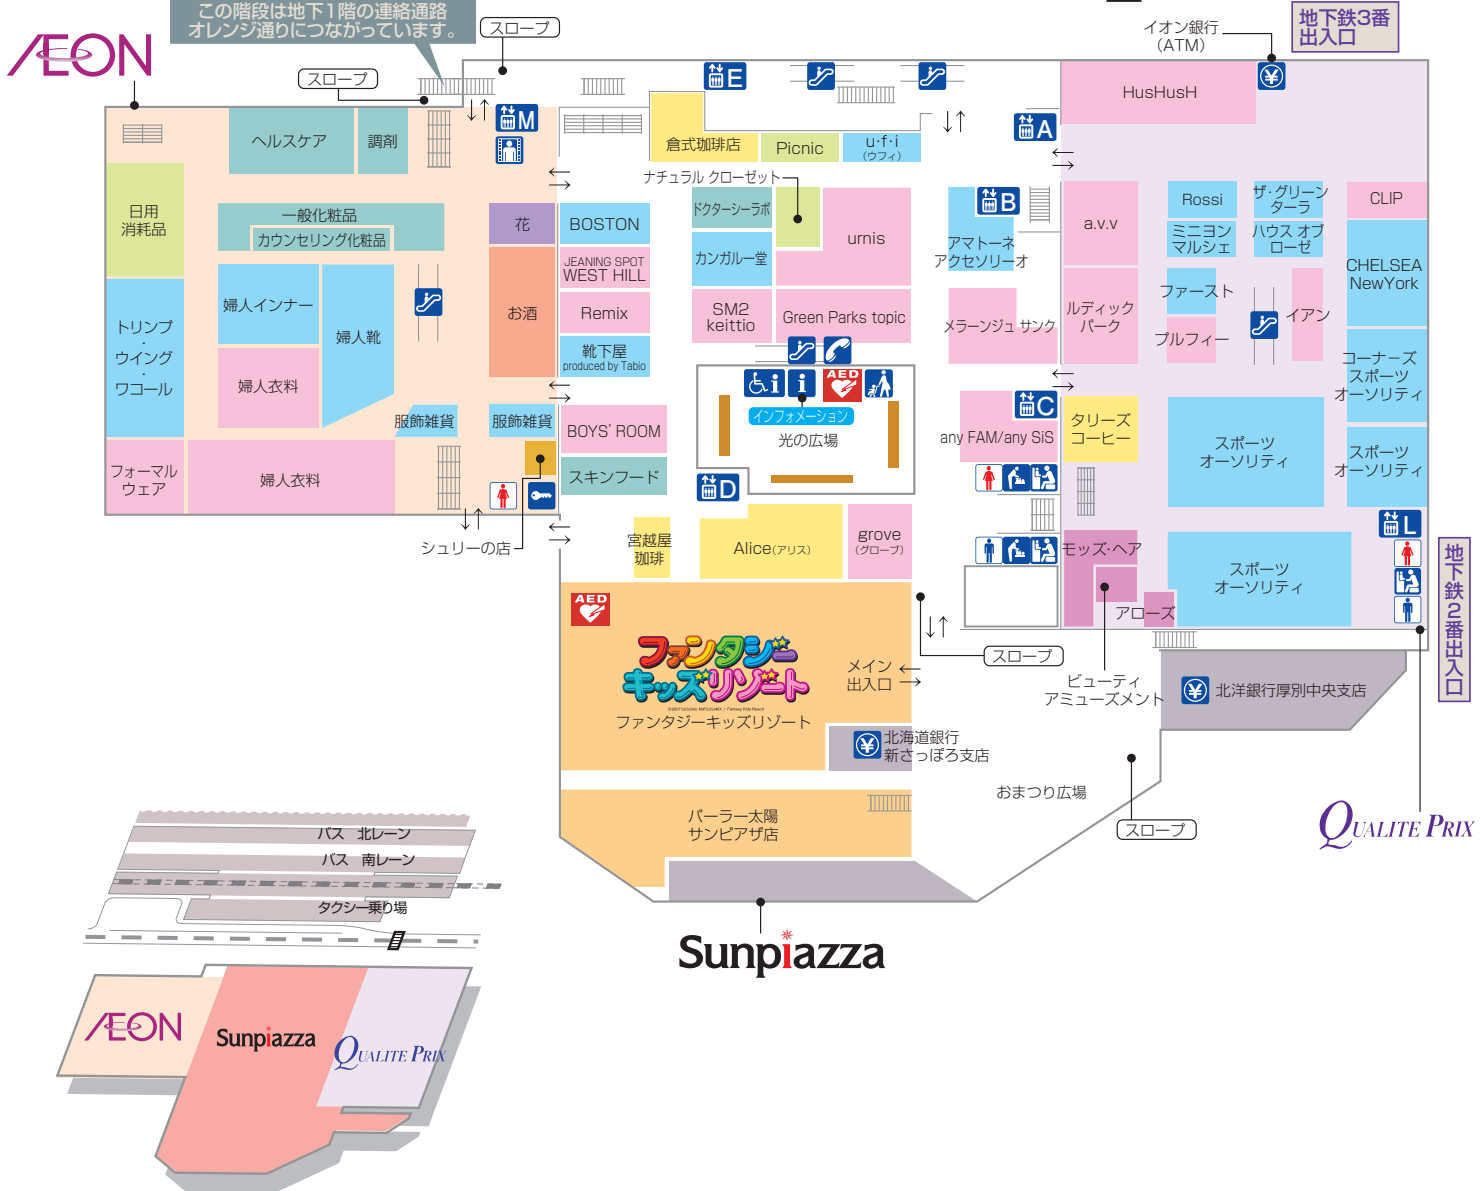 この階段は地下1階の連絡通路
オレンジ通りにつながっています。
スロープ
イオン銀行
(ATM)
地下鉄3番
出入口
ÆON
スロープ
E
HusHusH
M
A
ヘルスケア
調剤
倉式珈琲店
Picnic
u・f・i
(ウフィ)
ナチュラル クローゼット
日用
消耗品
一般化粧品
カウンセリング化粧品
花
BOSTON
ドクターシーラボ
urnis
B
アマトーネ
アクセソリーオ
a.v.v
Rossi
ザ・グリーン
ターラ
CLIP
ミニヨン
マルシェ
ハウス オブ
ローゼ
JEANING SPOT
WEST HILL
カンガルー堂
CHELSEA
NewYork
婦人インナー
婦人靴
お酒
Remix
SM2
keittio
Green Parks topic
メラーンジュ サンク
ルディック
パーク
ファースト
イアン
トリンプ
・
ウイング
・
ワコール
プルフィー
靴下屋
produced by Tabio
コーナーズ
スポーツ
オーソリティ
婦人衣料
AED
インフォメーション
光の広場
C
any FAM/any SiS
タリーズ
コーヒー
服飾雑貨
服飾雑貨
BOYS' ROOM
スポーツ
オーソリティ
スポーツ
オーソリティ
フォーマル
ウェア
婦人衣料
スキンフード
D
シュリーの店
宮越屋
珈琲
Alice(アリス)
grove
(グローブ)
L
モッズ・ヘア
スポーツ
オーソリティ
地下鉄2番出入口
AED
アローズ
ファンタジー
キッズリゾート
ファンタジーキッズリゾート
メイン
出入口
スロープ
ビューティ
アミューズメント
北洋銀行厚別中央支店
北海道銀行
新さっぽろ支店
おまつり広場
スロープ
QUALITE PRIX
パーラー太陽
サンピアザ店
Sunpiazza
バス 北レーン
バス 南レーン
タクシー乗り場
ÆON
Sunpiazza
QUALITE PRIX